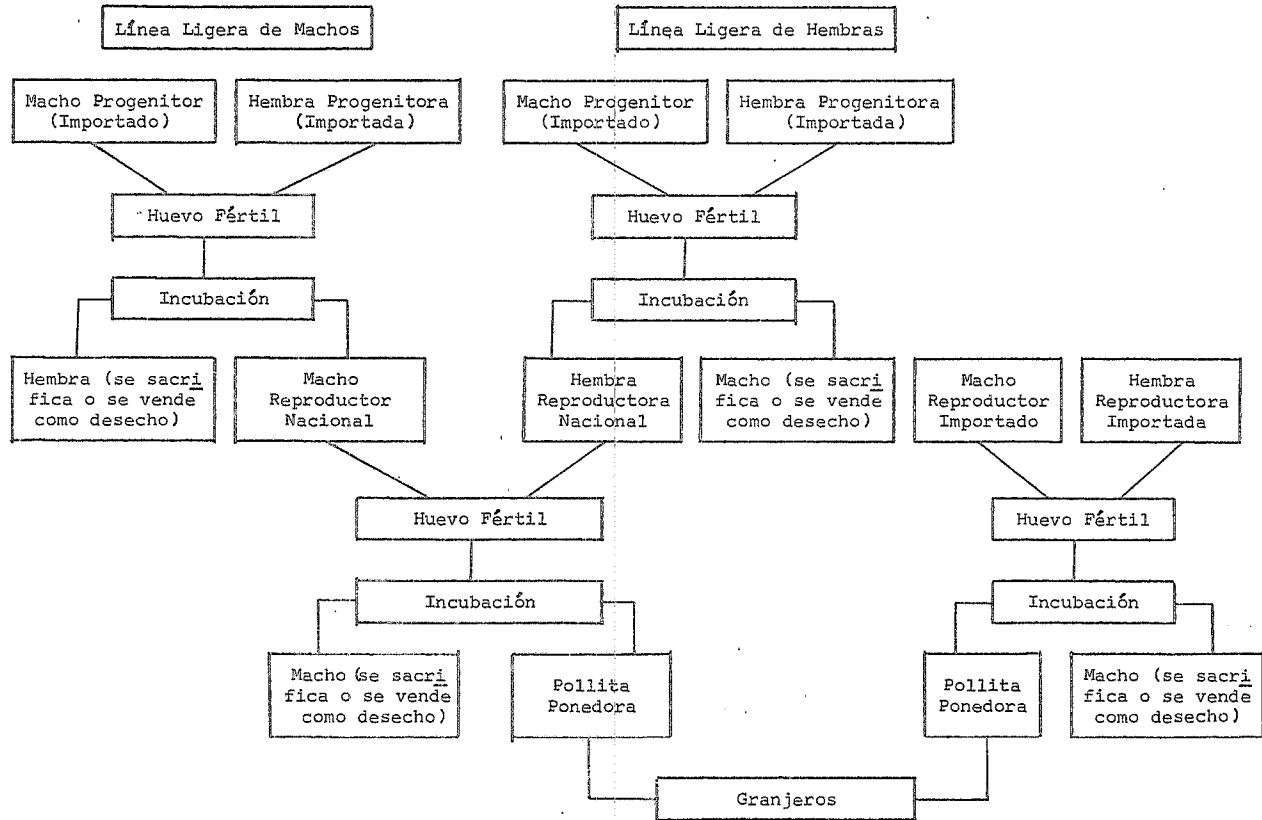 Línea Ligera de Machos
Línea Ligera de Hembras
Macho Progenitor
(Importado)
Hembra Progenitora
(Importada)
Macho Progenitor
(Importado)
Hembra Progenitora
(Importada)
Huevo Fértil
Huevo Fértil
Incubación
Incubación
Hembra (se sacri
fica o se vende
como desecho)
Macho
Reproductor
Nacional
Hembra
Reproductora
Nacional
Macho (se sacri
fica o se vende
como desecho)
Macho
Reproductor
Importado
Hembra
Reproductora
Importada
Huevo Fértil
Huevo Fértil
Incubación
Incubación
Macho (se sacri
fica o se vende
como desecho)
Pollita
Ponedora
Pollita
Ponedora
Macho (se sacri
fica o se vende
como desecho)
Granjeros